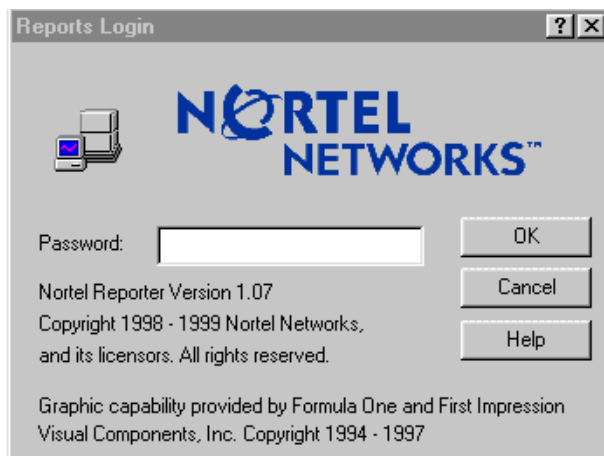 Reports Login
NORTEL
NETWORKS™
Password:
OK
Nortel Reporter Version 1.07
Cancel
Copyright 1998 - 1999 Nortel Networks,
and its licensors. All rights reserved.
Help
Graphic capability provided by Formula One and First Impression
Visual Components, Inc. Copyright 1994 - 1997